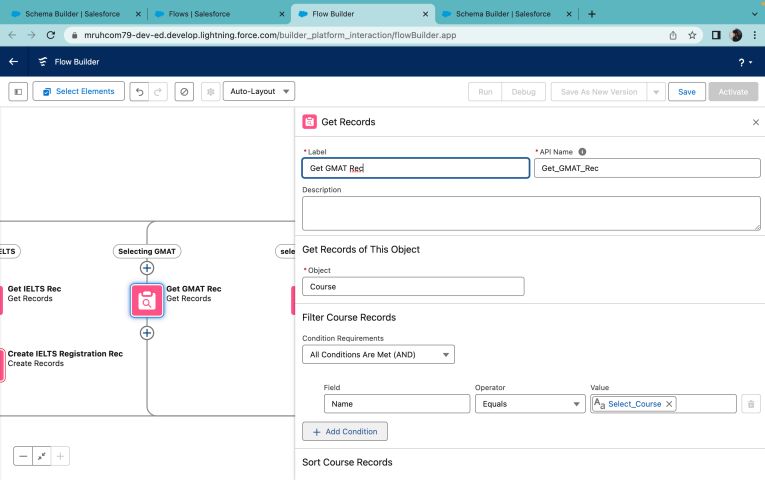 Schema Builder | Salesforce
Flows | Salesforce
Flow Builder
Schema Builder | Salesforce
mruhcom79-dev-ed.develop.lightning.force.com/builder_platform_interaction/flowBuilder.app
Flow Builder
?
Select Elements
Auto-Layout
Run
Debug
Save As New Version
Save
Activate
Get Records
* Label
* API Name
Get GMAT Rec
Get_GMAT_Rec
Description
Get Records of This Object
* Object
Course
Filter Course Records
Condition Requirements
All Conditions Are Met (AND)
Field
Operator
Value
Name
Equals
Aa Select_Course
Add Condition
Sort Course Records
ELTS
Selecting GMAT
sele
Get IELTS Rec
Get Records
Get GMAT Rec
Get Records
Create IELTS Registration Rec
Create Records